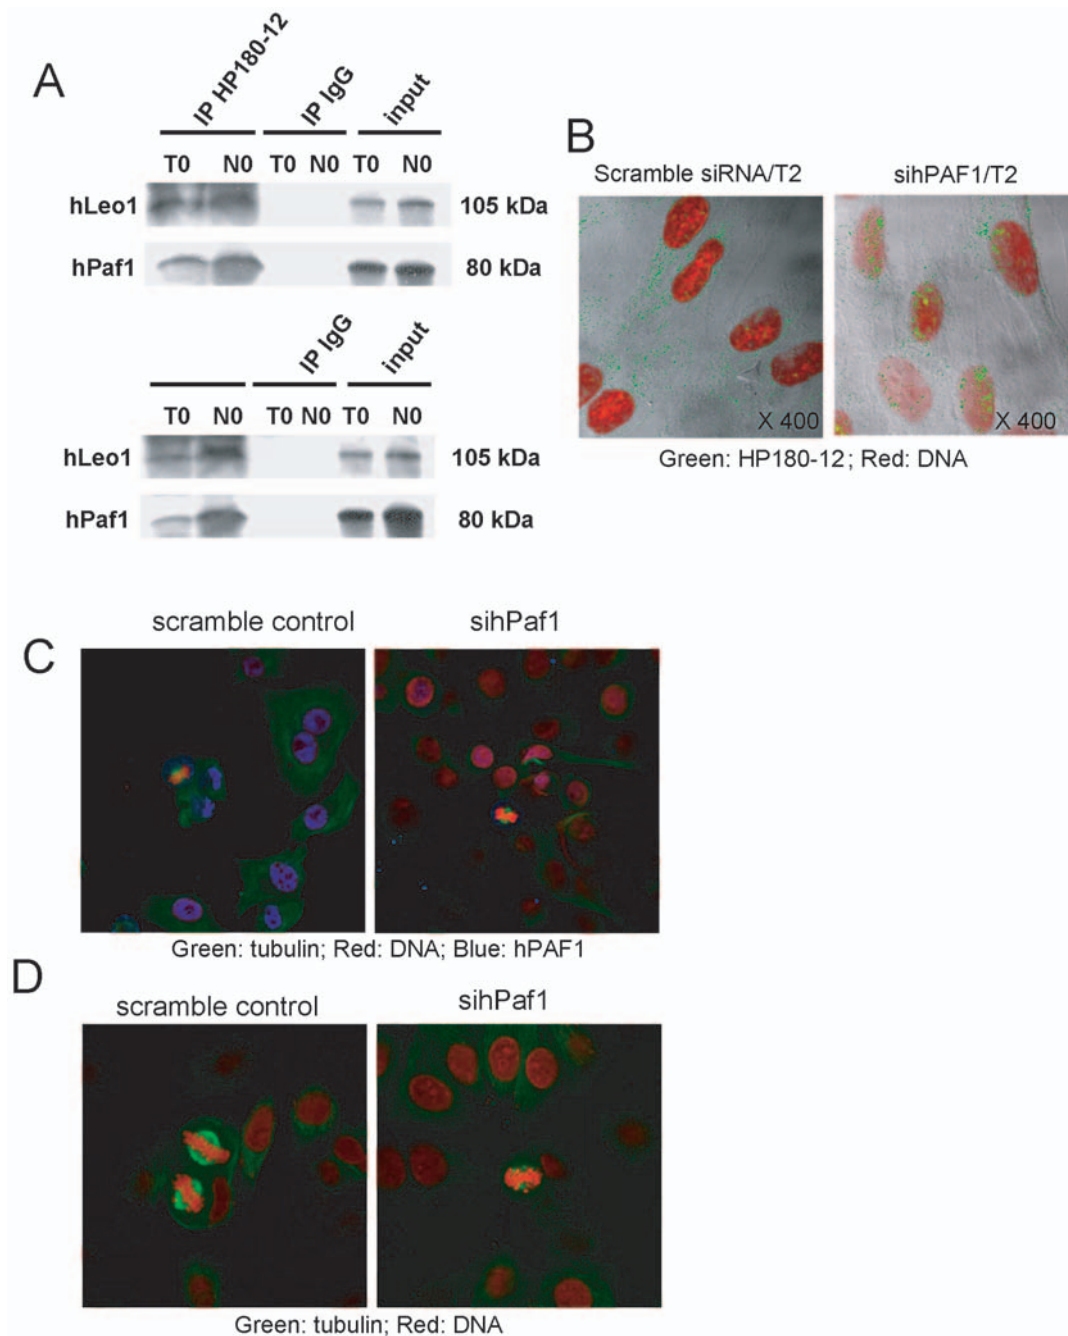 A
IP HP180-12
IP IgG
input
T0 N0 T0 N0 T0 N0
hLeo1 105 kDa
hPaf1 80 kDa
IP IgG
input
T0 N0 T0 N0 T0 N0
hLeo1 105 kDa
hPaf1 80 kDa
B
Scramble siRNA/T2 sihPAF1/T2
X 400 X 400
Green: HP180-12; Red: DNA
C
scramble control sihPaf1
Green: tubulin; Red: DNA; Blue: hPAF1
D
scramble control sihPaf1
Green: tubulin; Red: DNA